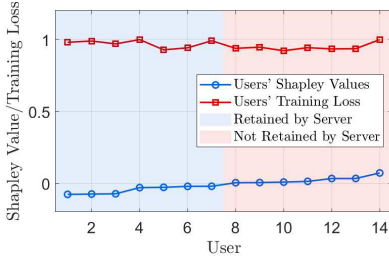 Shapley Value/Training Loss
1
0.5
0
Users' Shapley Values
Users' Training Loss
Retained by Server
Not Retained by Server
2 4 6 8 10 12 14
User